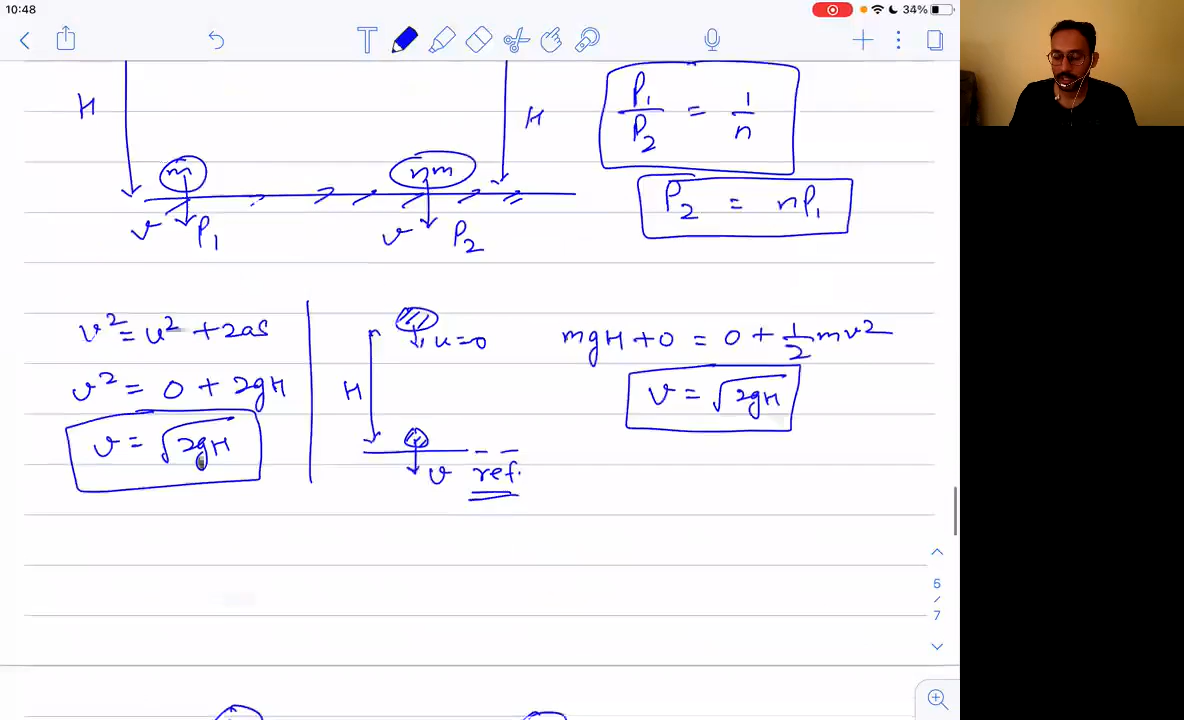 10:48
34%
T
H
H
P₁/P₂ = 1/n
m
nm
P₂ = nP₁
v P₁
v P₂
v² = u² + 2as
v² = 0 + 2gH
v = √2gH
u=0
H
v ref.
mgH + 0 = 0 + 1/2 mv²
v = √2gH
5
/
7